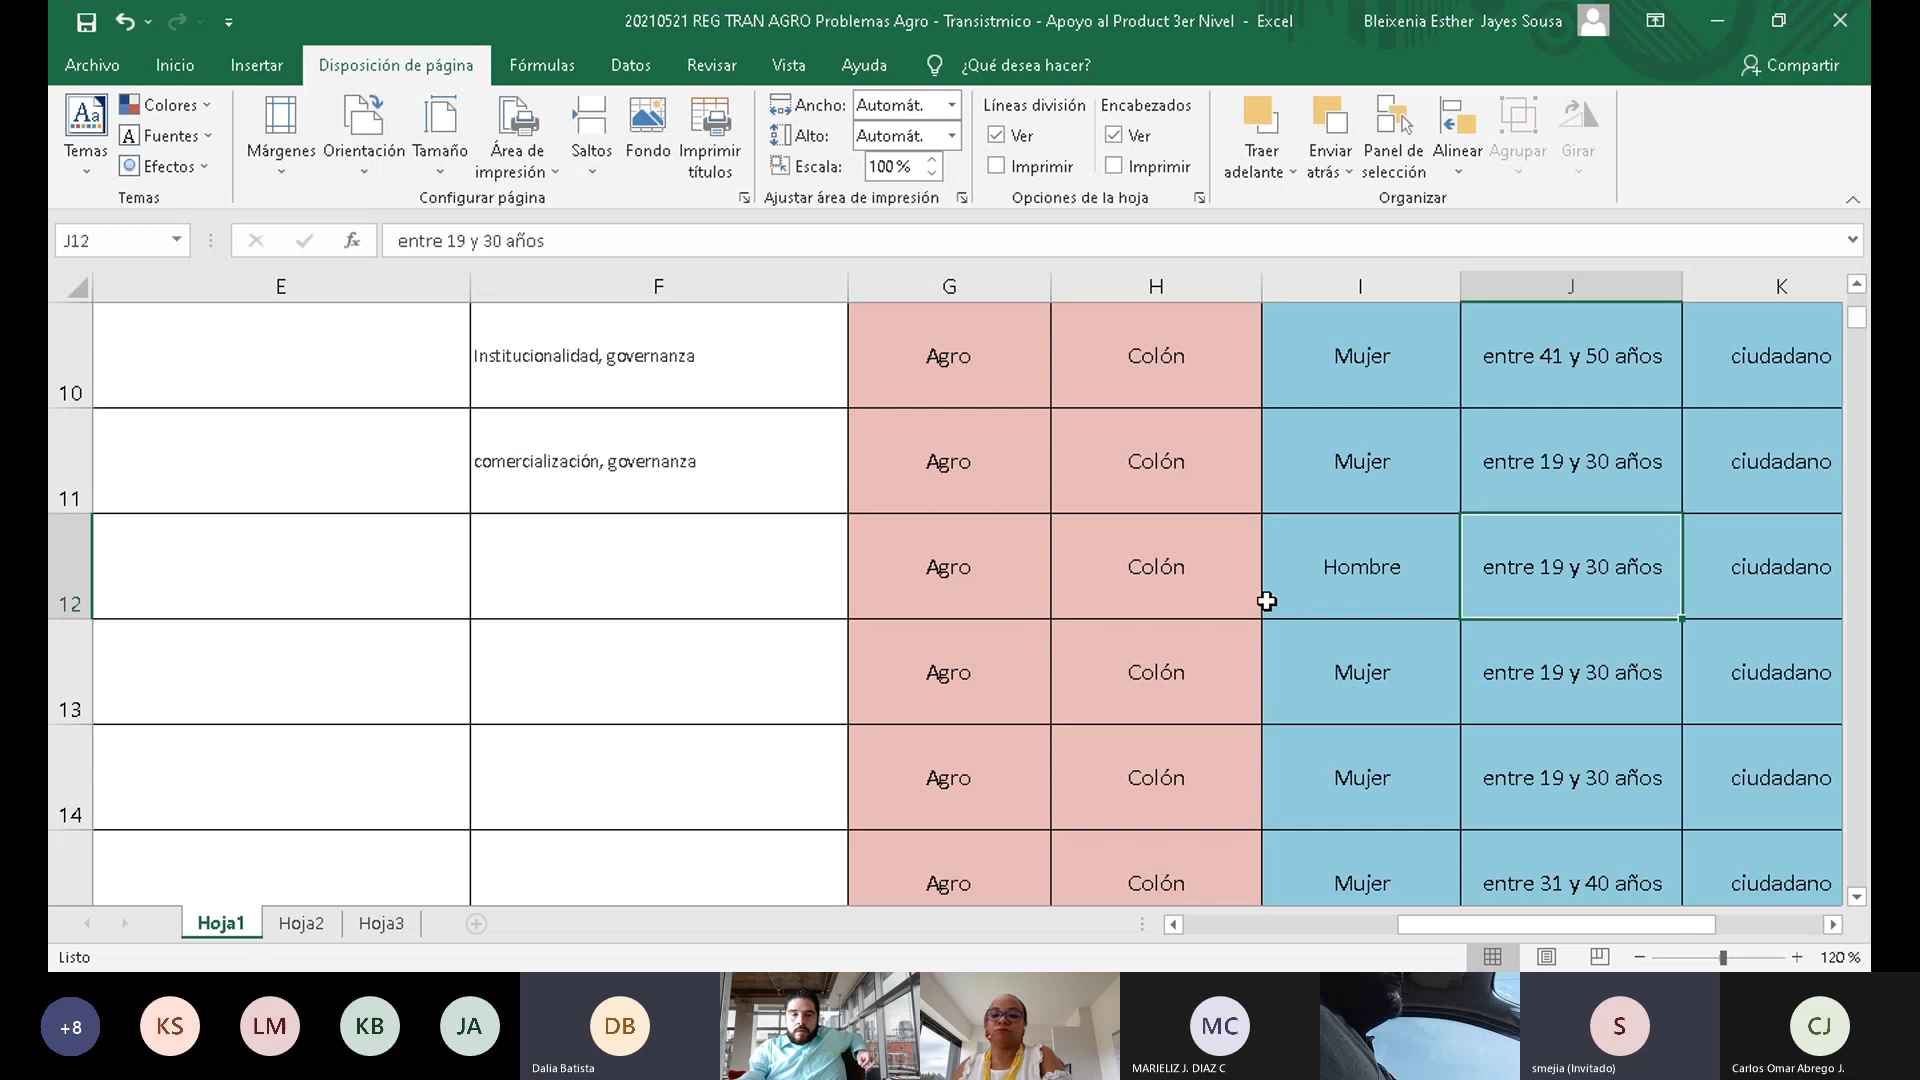 20210521 REG TRAN AGRO Problemas Agro - Transistmico - Apoyo al Product 3er Nivel - Excel
Bleixenia Esther Jayes Sousa
Archivo Inicio Insertar Disposición de página Fórmulas Datos Revisar Vista Ayuda ¿Qué desea hacer? Compartir
Aa Temas
Colores
A Fuentes
Efectos
Márgenes Orientación Tamaño Área de impresión Saltos Fondo Imprimir títulos
Ancho: Automát.
Alto: Automát.
Escala: 100 %
Líneas división Encabezados
Ver Ver
Imprimir Imprimir
Traer adelante Enviar atrás Panel de selección Alinear Agrupar Girar
Temas Configurar página Ajustar área de impresión Opciones de la hoja Organizar
J12 fx entre 19 y 30 años
E F G H I J K
10 Institucionalidad, governanza Agro Colón Mujer entre 41 y 50 años ciudadano
11 comercialización, governanza Agro Colón Mujer entre 19 y 30 años ciudadano
12 Agro Colón Hombre entre 19 y 30 años ciudadano
13 Agro Colón Mujer entre 19 y 30 años ciudadano
14 Agro Colón Mujer entre 19 y 30 años ciudadano
Agro Colón Mujer entre 31 y 40 años ciudadano
Hoja1 Hoja2 Hoja3
Listo 120 %
+8 KS LM KB JA DB MC S CJ
Dalia Batista MARIELIZ J. DIAZ C smejia (Invitado) Carlos Omar Abrego J.